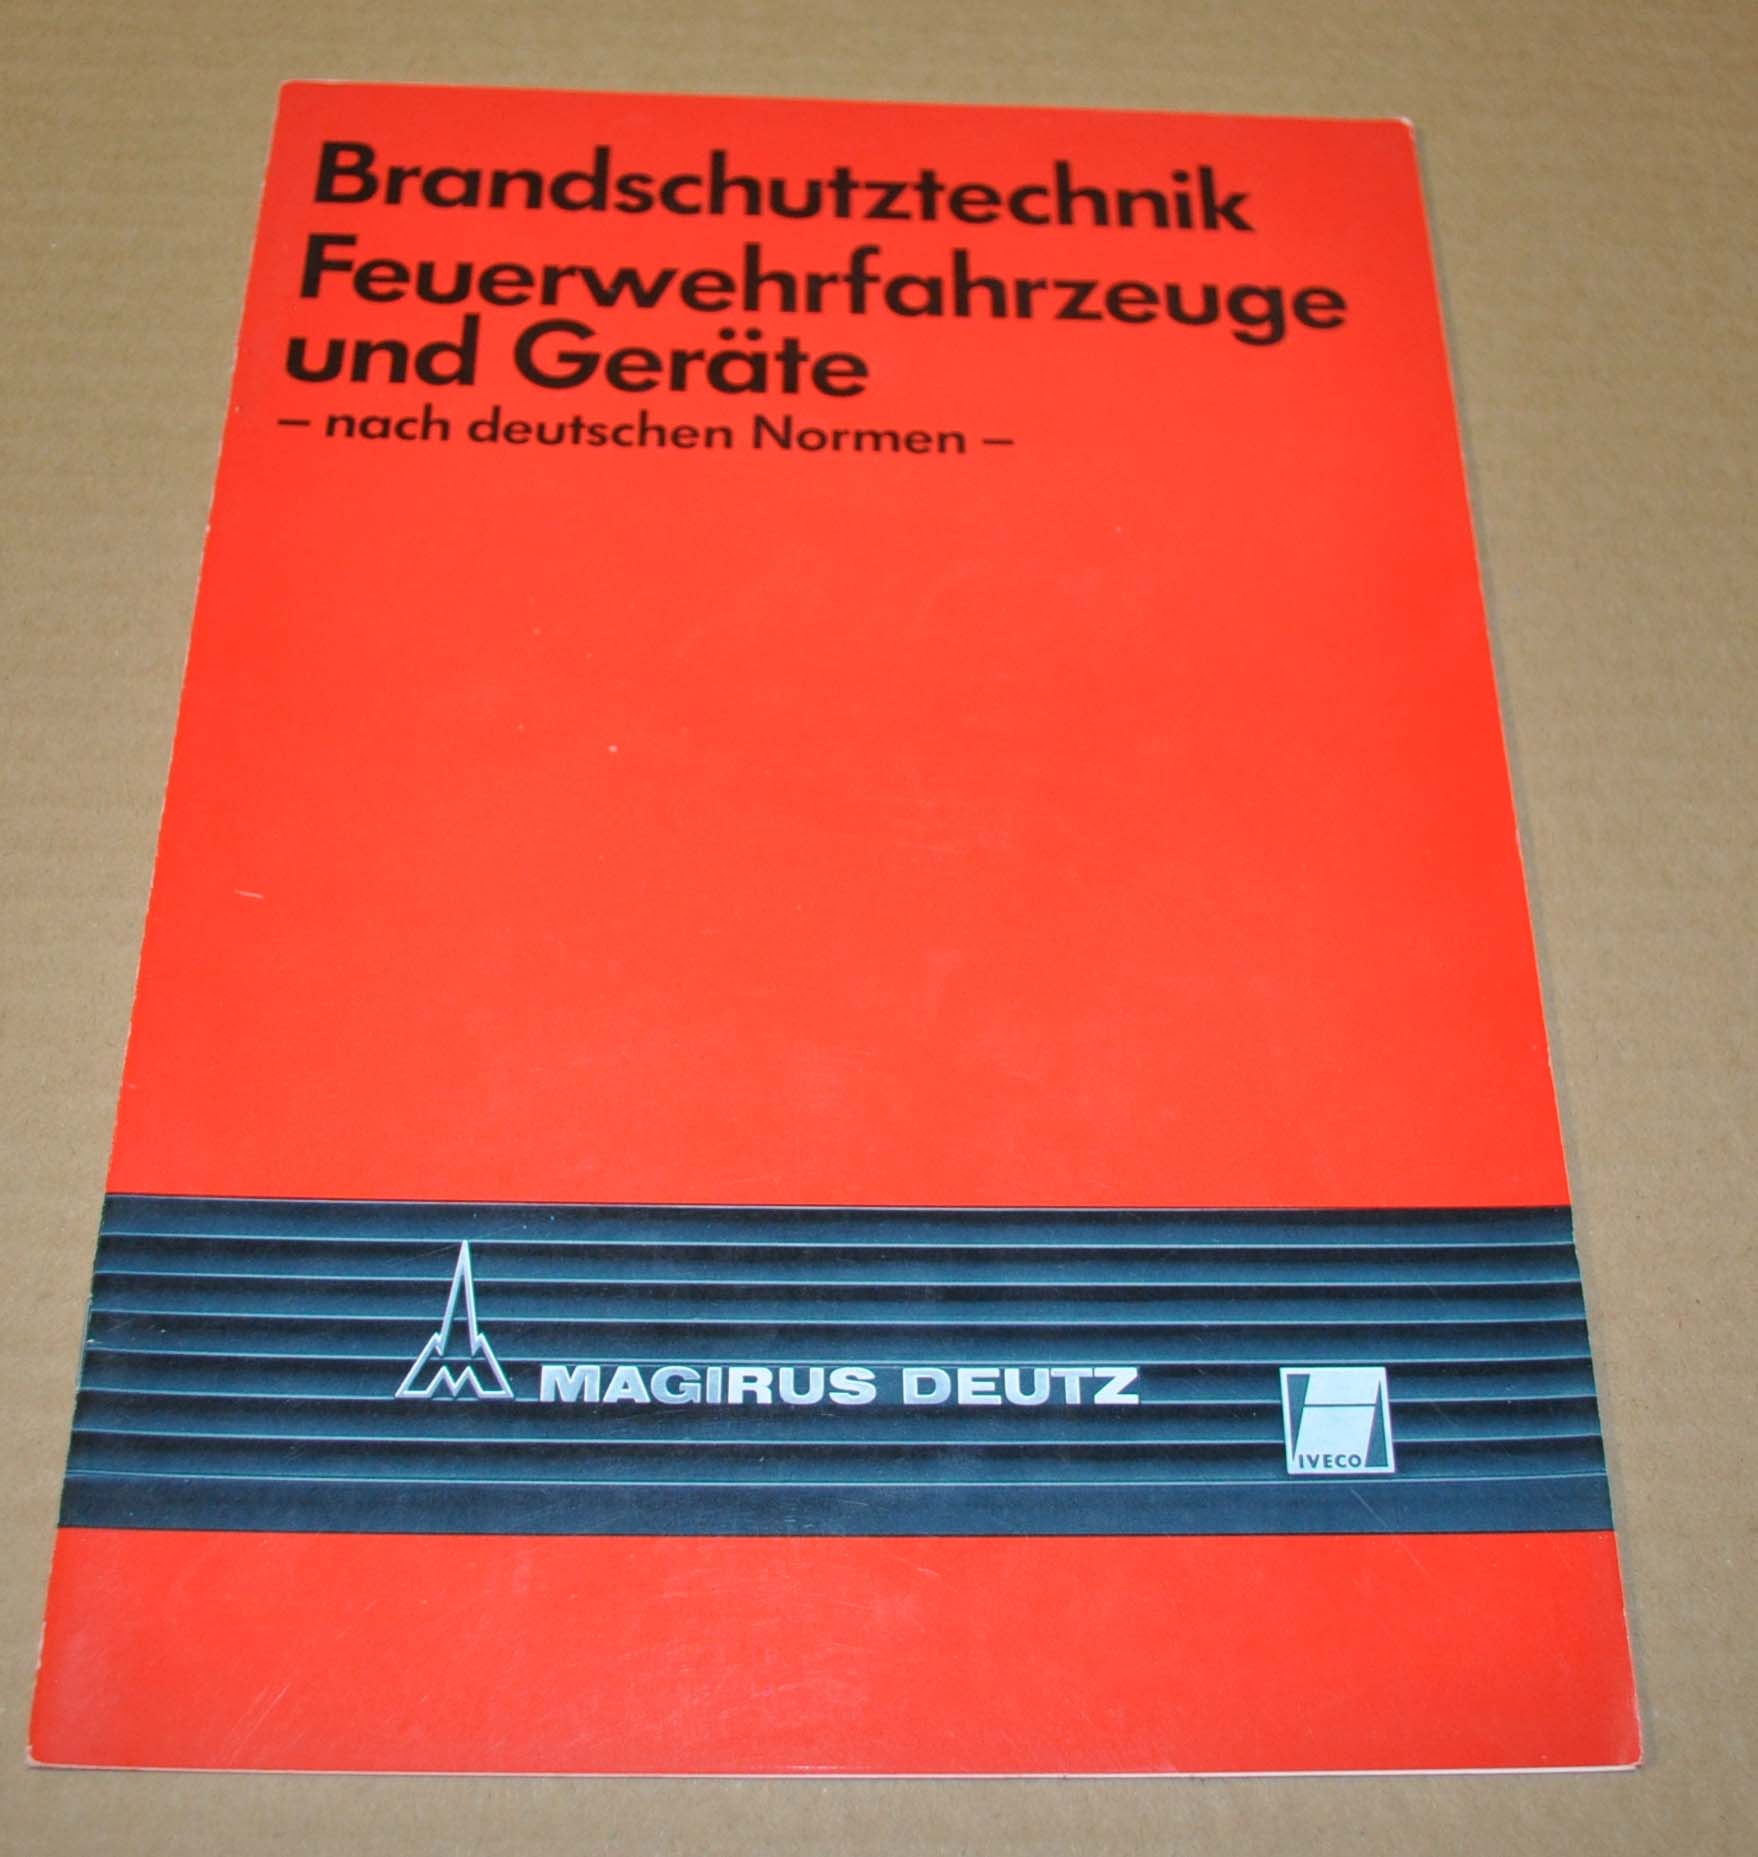 Brandschutztechnik
Feuerwehrfahrzeuge
und Geräte
– nach deutschen Normen –
M MAGIRUS DEUTZ
IVECO